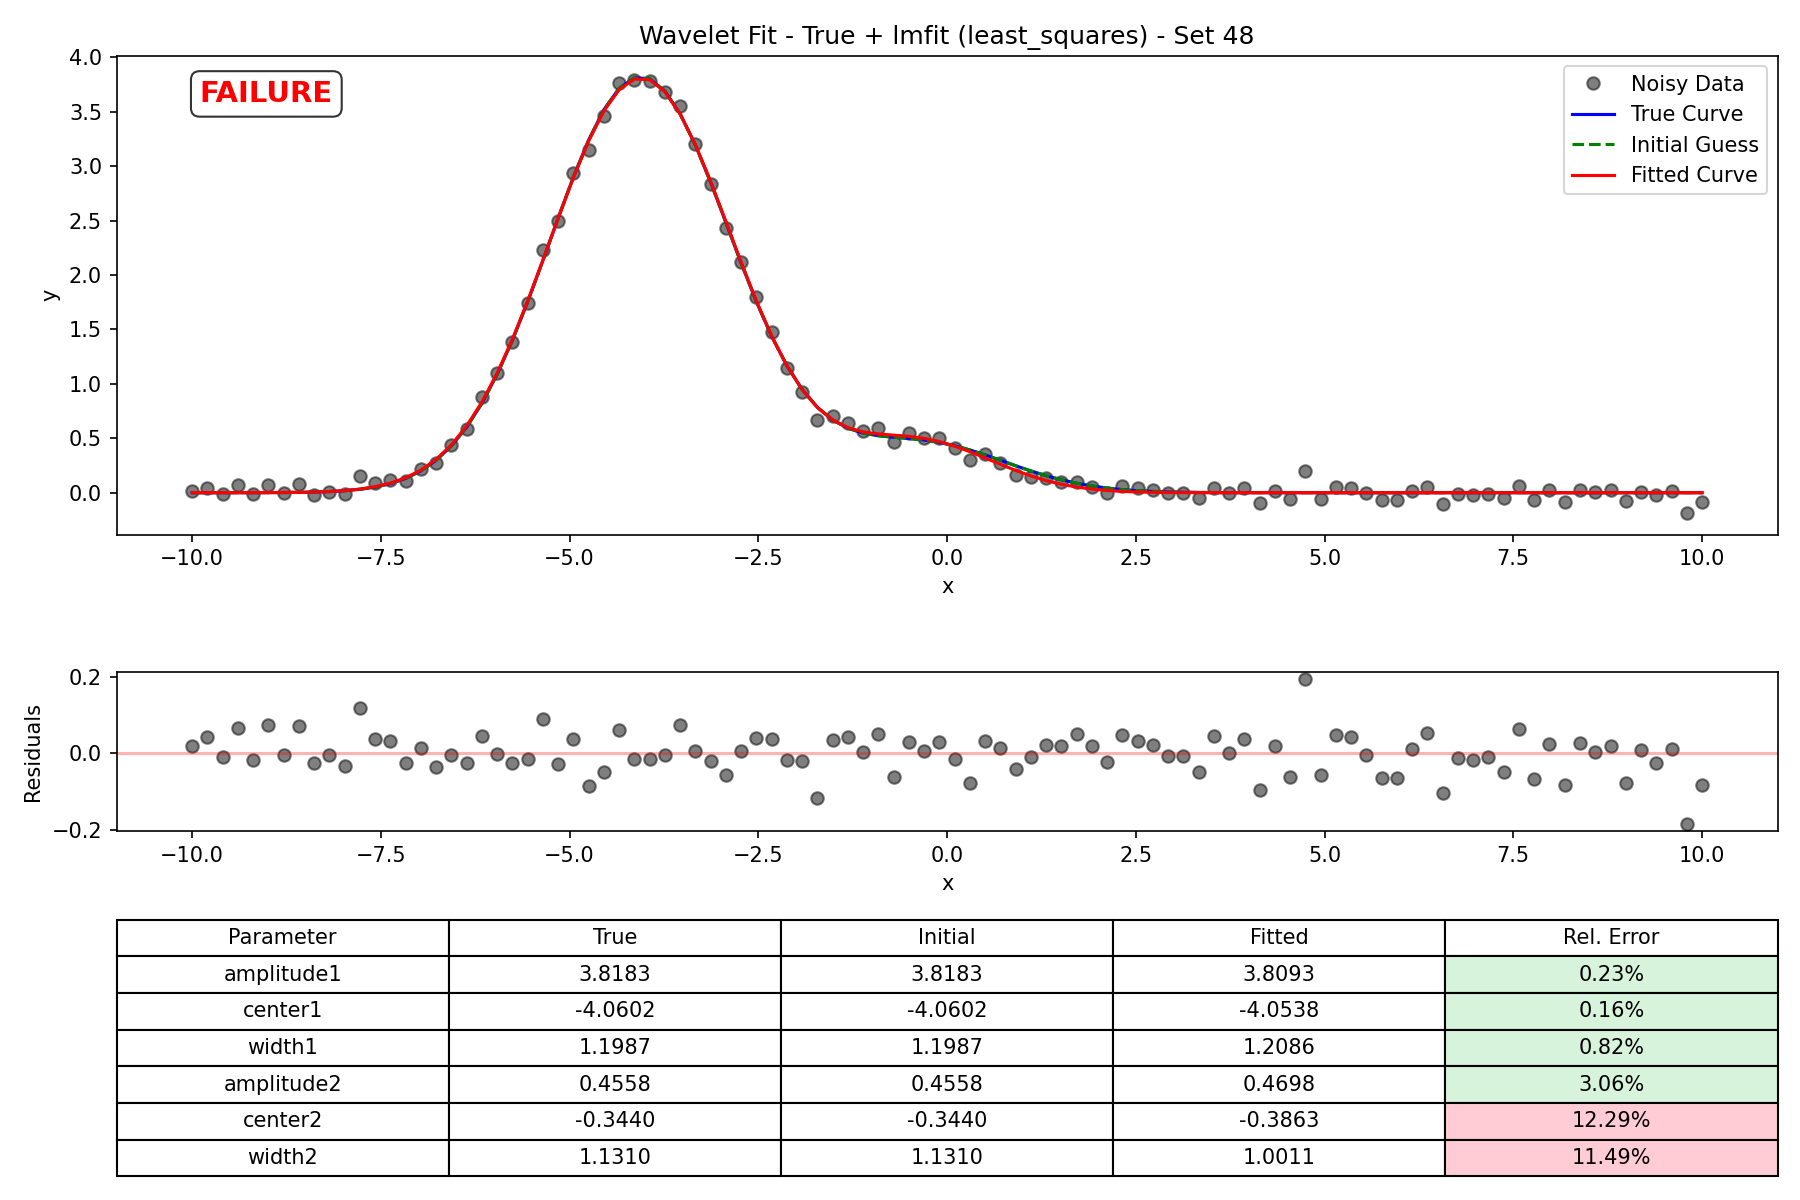 Wavelet Fit - True + lmfit (least_squares) - Set 48
FAILURE
Noisy Data
True Curve
Initial Guess
Fitted Curve
y
4.0
3.5
3.0
2.5
2.0
1.5
1.0
0.5
0.0
−10.0 −7.5 −5.0 −2.5 0.0 2.5 5.0 7.5 10.0
x
Residuals
0.2
0.0
−0.2
−10.0 −7.5 −5.0 −2.5 0.0 2.5 5.0 7.5 10.0
x
Parameter True Initial Fitted Rel. Error
amplitude1 3.8183 3.8183 3.8093 0.23%
center1 -4.0602 -4.0602 -4.0538 0.16%
width1 1.1987 1.1987 1.2086 0.82%
amplitude2 0.4558 0.4558 0.4698 3.06%
center2 -0.3440 -0.3440 -0.3863 12.29%
width2 1.1310 1.1310 1.0011 11.49%